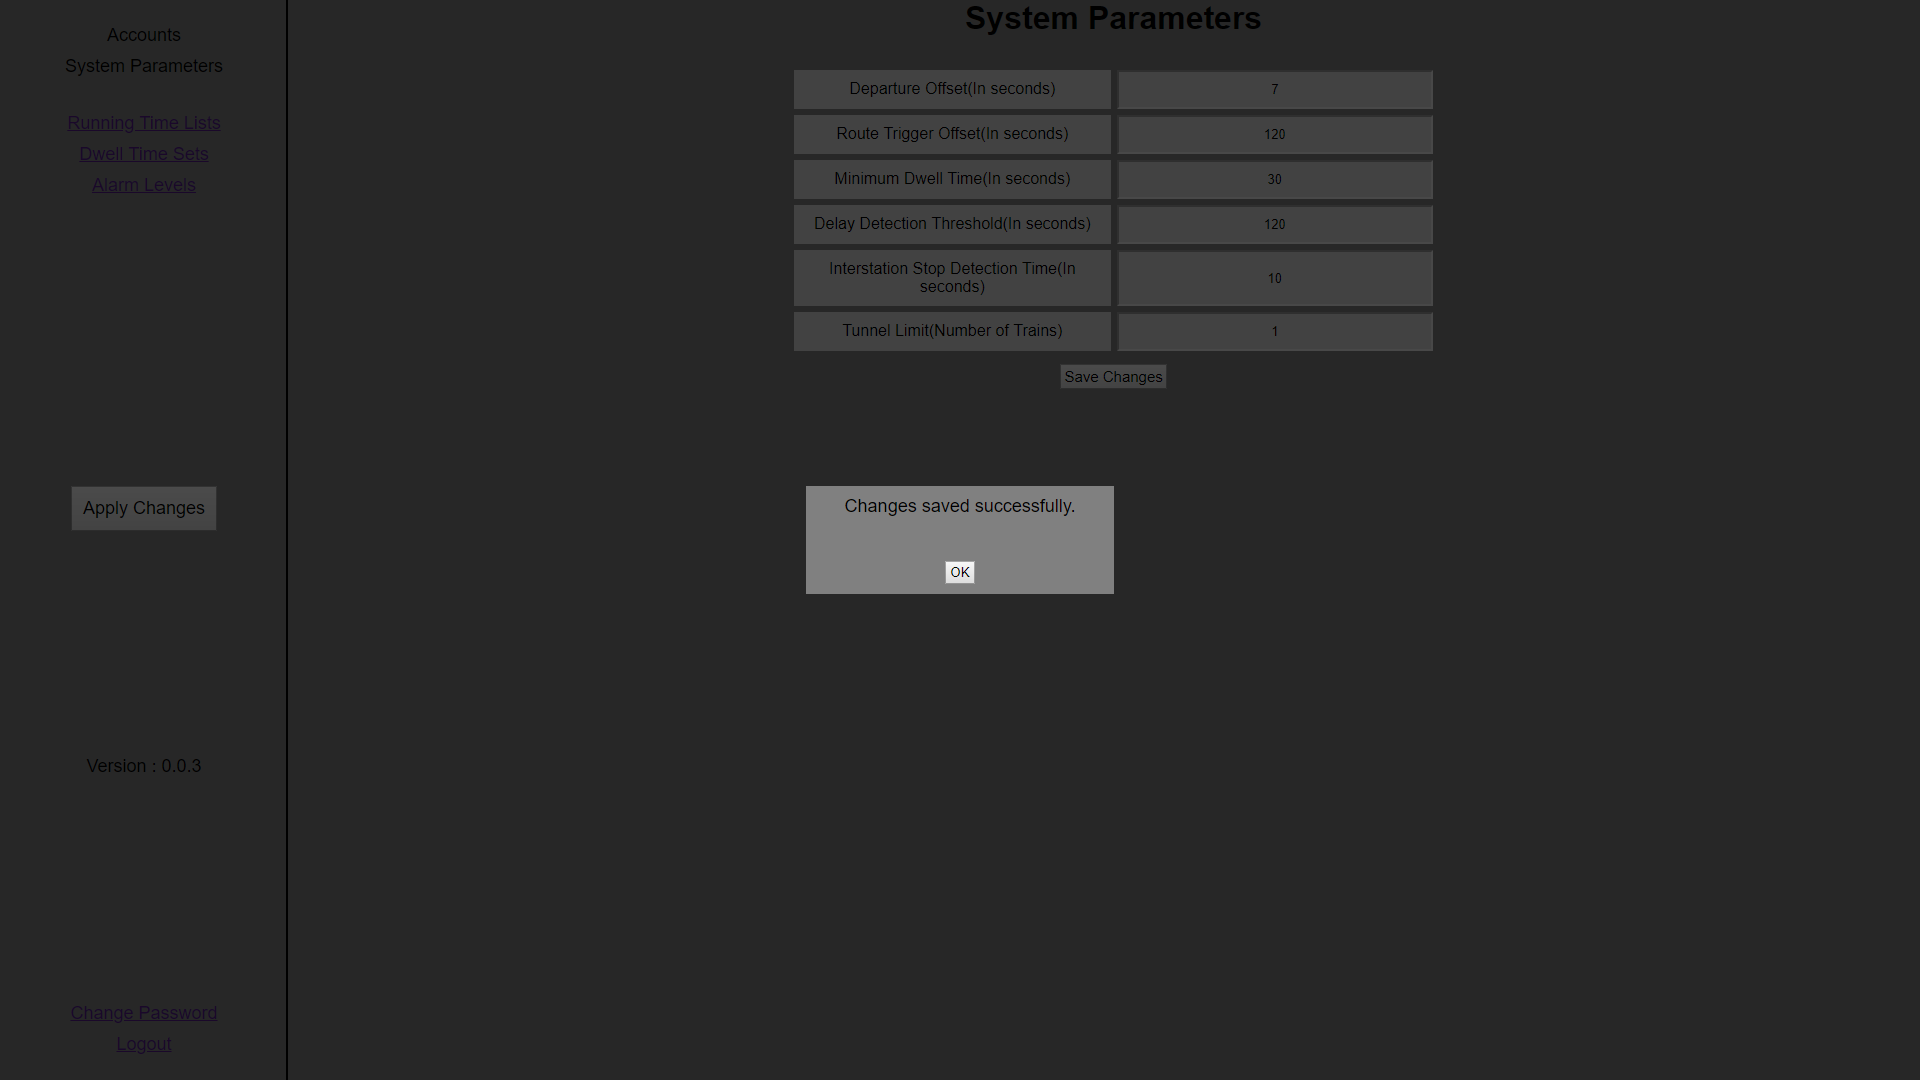 Accounts
System Parameters
Running Time Lists
Dwell Time Sets
Alarm Levels
Apply Changes
Version : 0.0.3
Change Password
Logout
System Parameters
Departure Offset(In seconds) 7
Route Trigger Offset(In seconds) 120
Minimum Dwell Time(In seconds) 30
Delay Detection Threshold(In seconds) 120
Interstation Stop Detection Time(In
seconds) 10
Tunnel Limit(Number of Trains) 1
Save Changes
Changes saved successfully.
OK